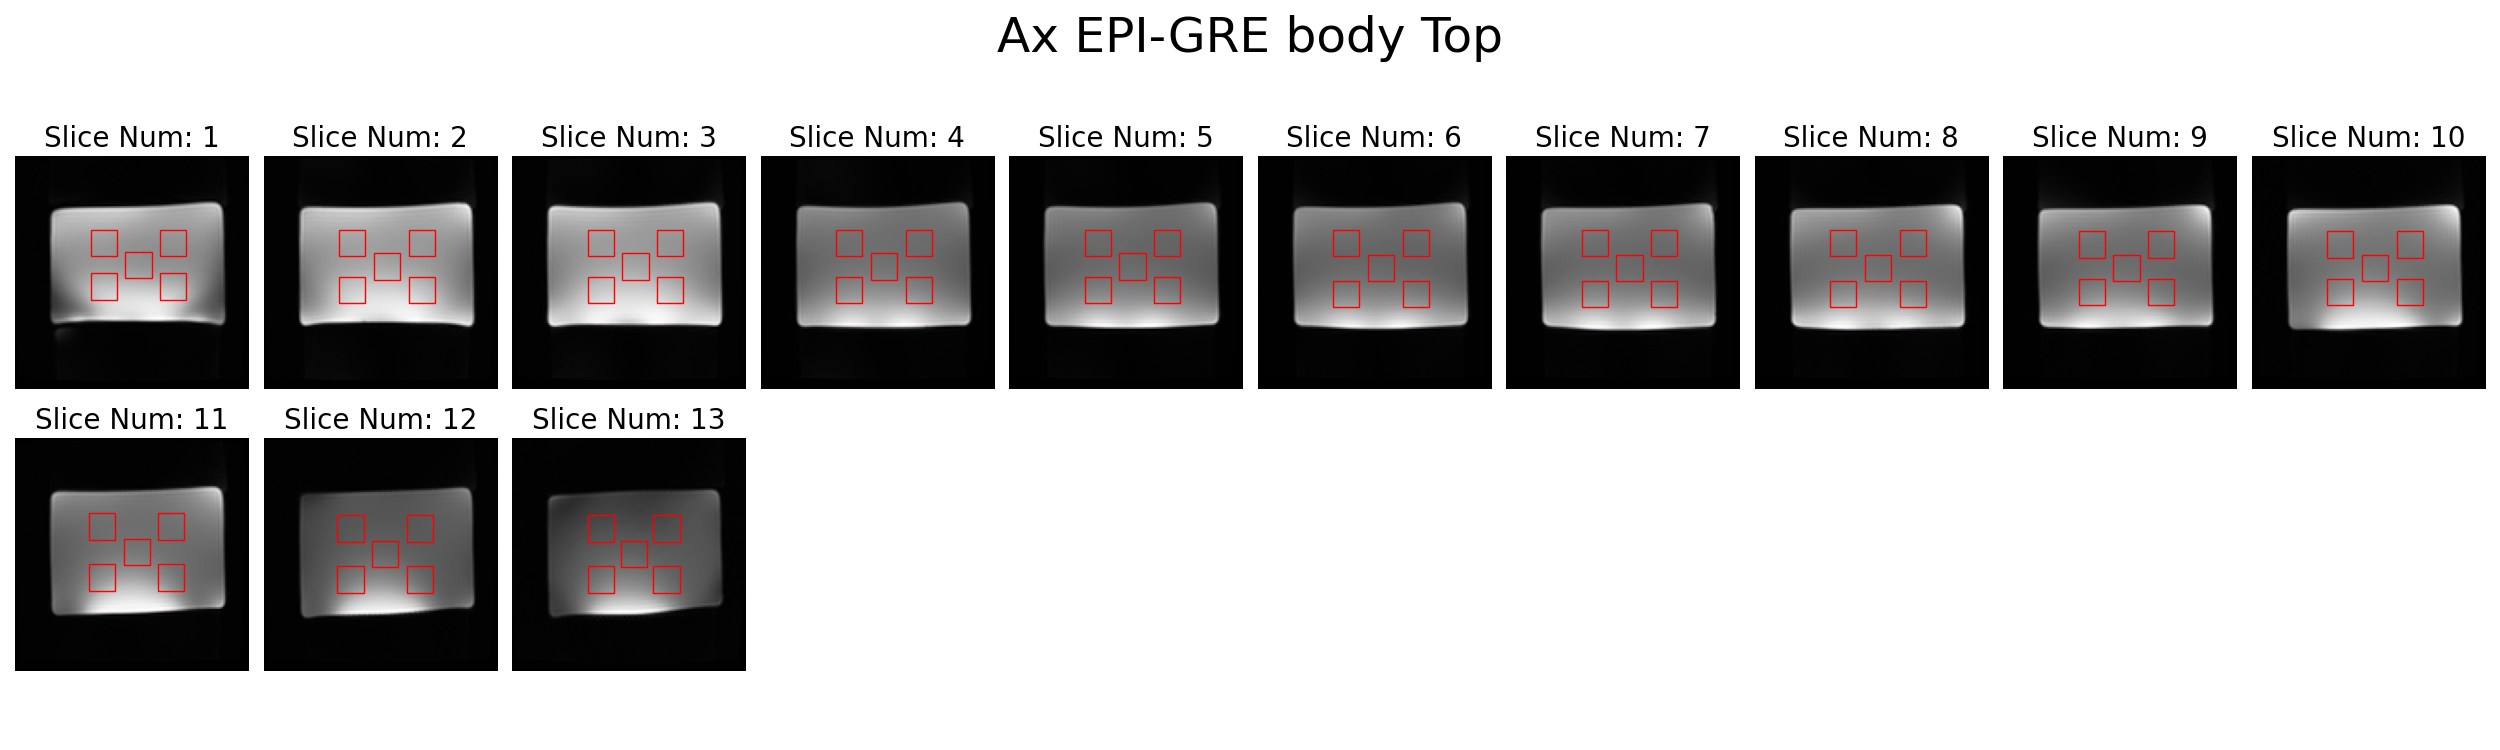 Ax EPI-GRE body Top
Slice Num: 1
Slice Num: 2
Slice Num: 3
Slice Num: 4
Slice Num: 5
Slice Num: 6
Slice Num: 7
Slice Num: 8
Slice Num: 9
Slice Num: 10
Slice Num: 11
Slice Num: 12
Slice Num: 13